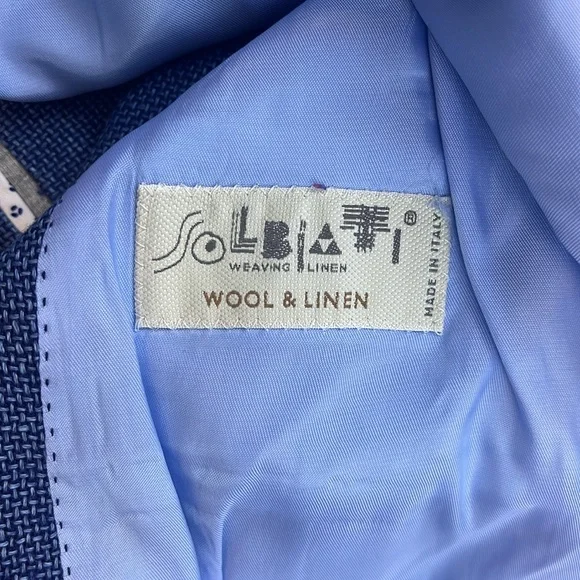 SOLBIATI®
WEAVING LINEN
WOOL & LINEN
MADE IN ITALY